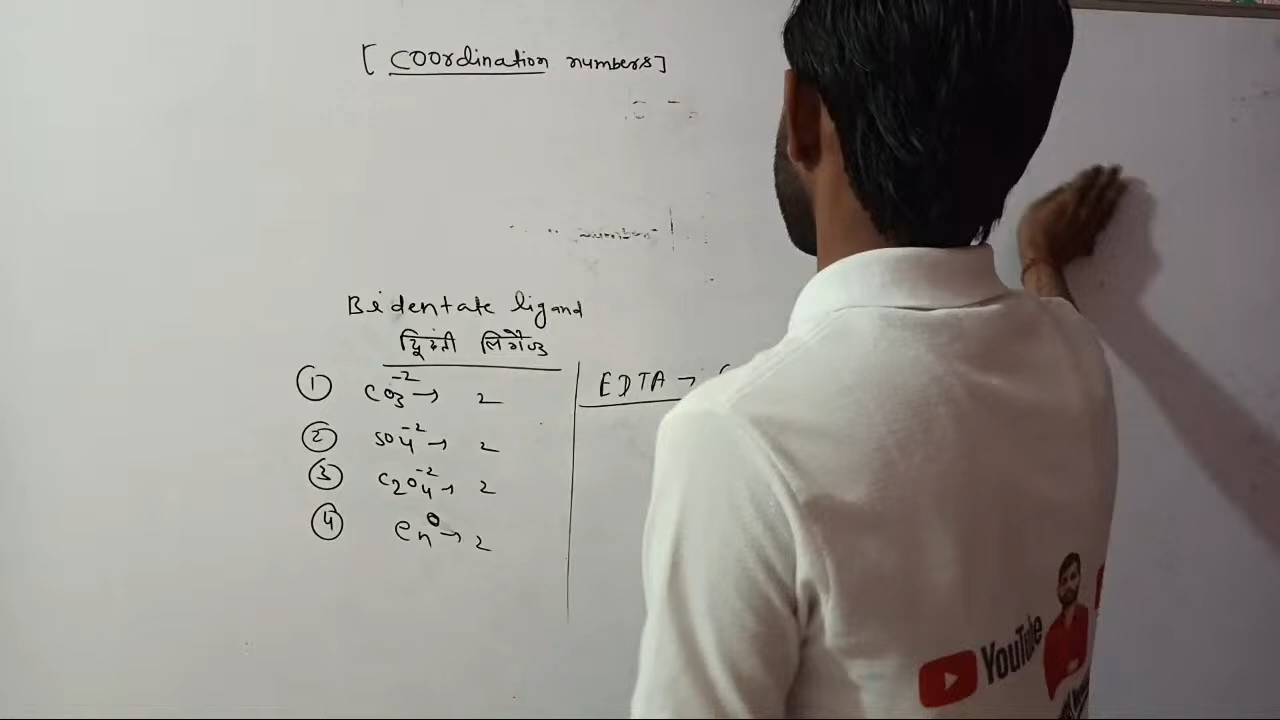 [ Coordination numbers]
Bidentate ligand
द्विदंती लिगेण्ड
① CO₃⁻² → 2
② SO₄⁻² → 2
③ C₂O₄⁻² → 2
④ en⁰ → 2
EDTA →
YouTube